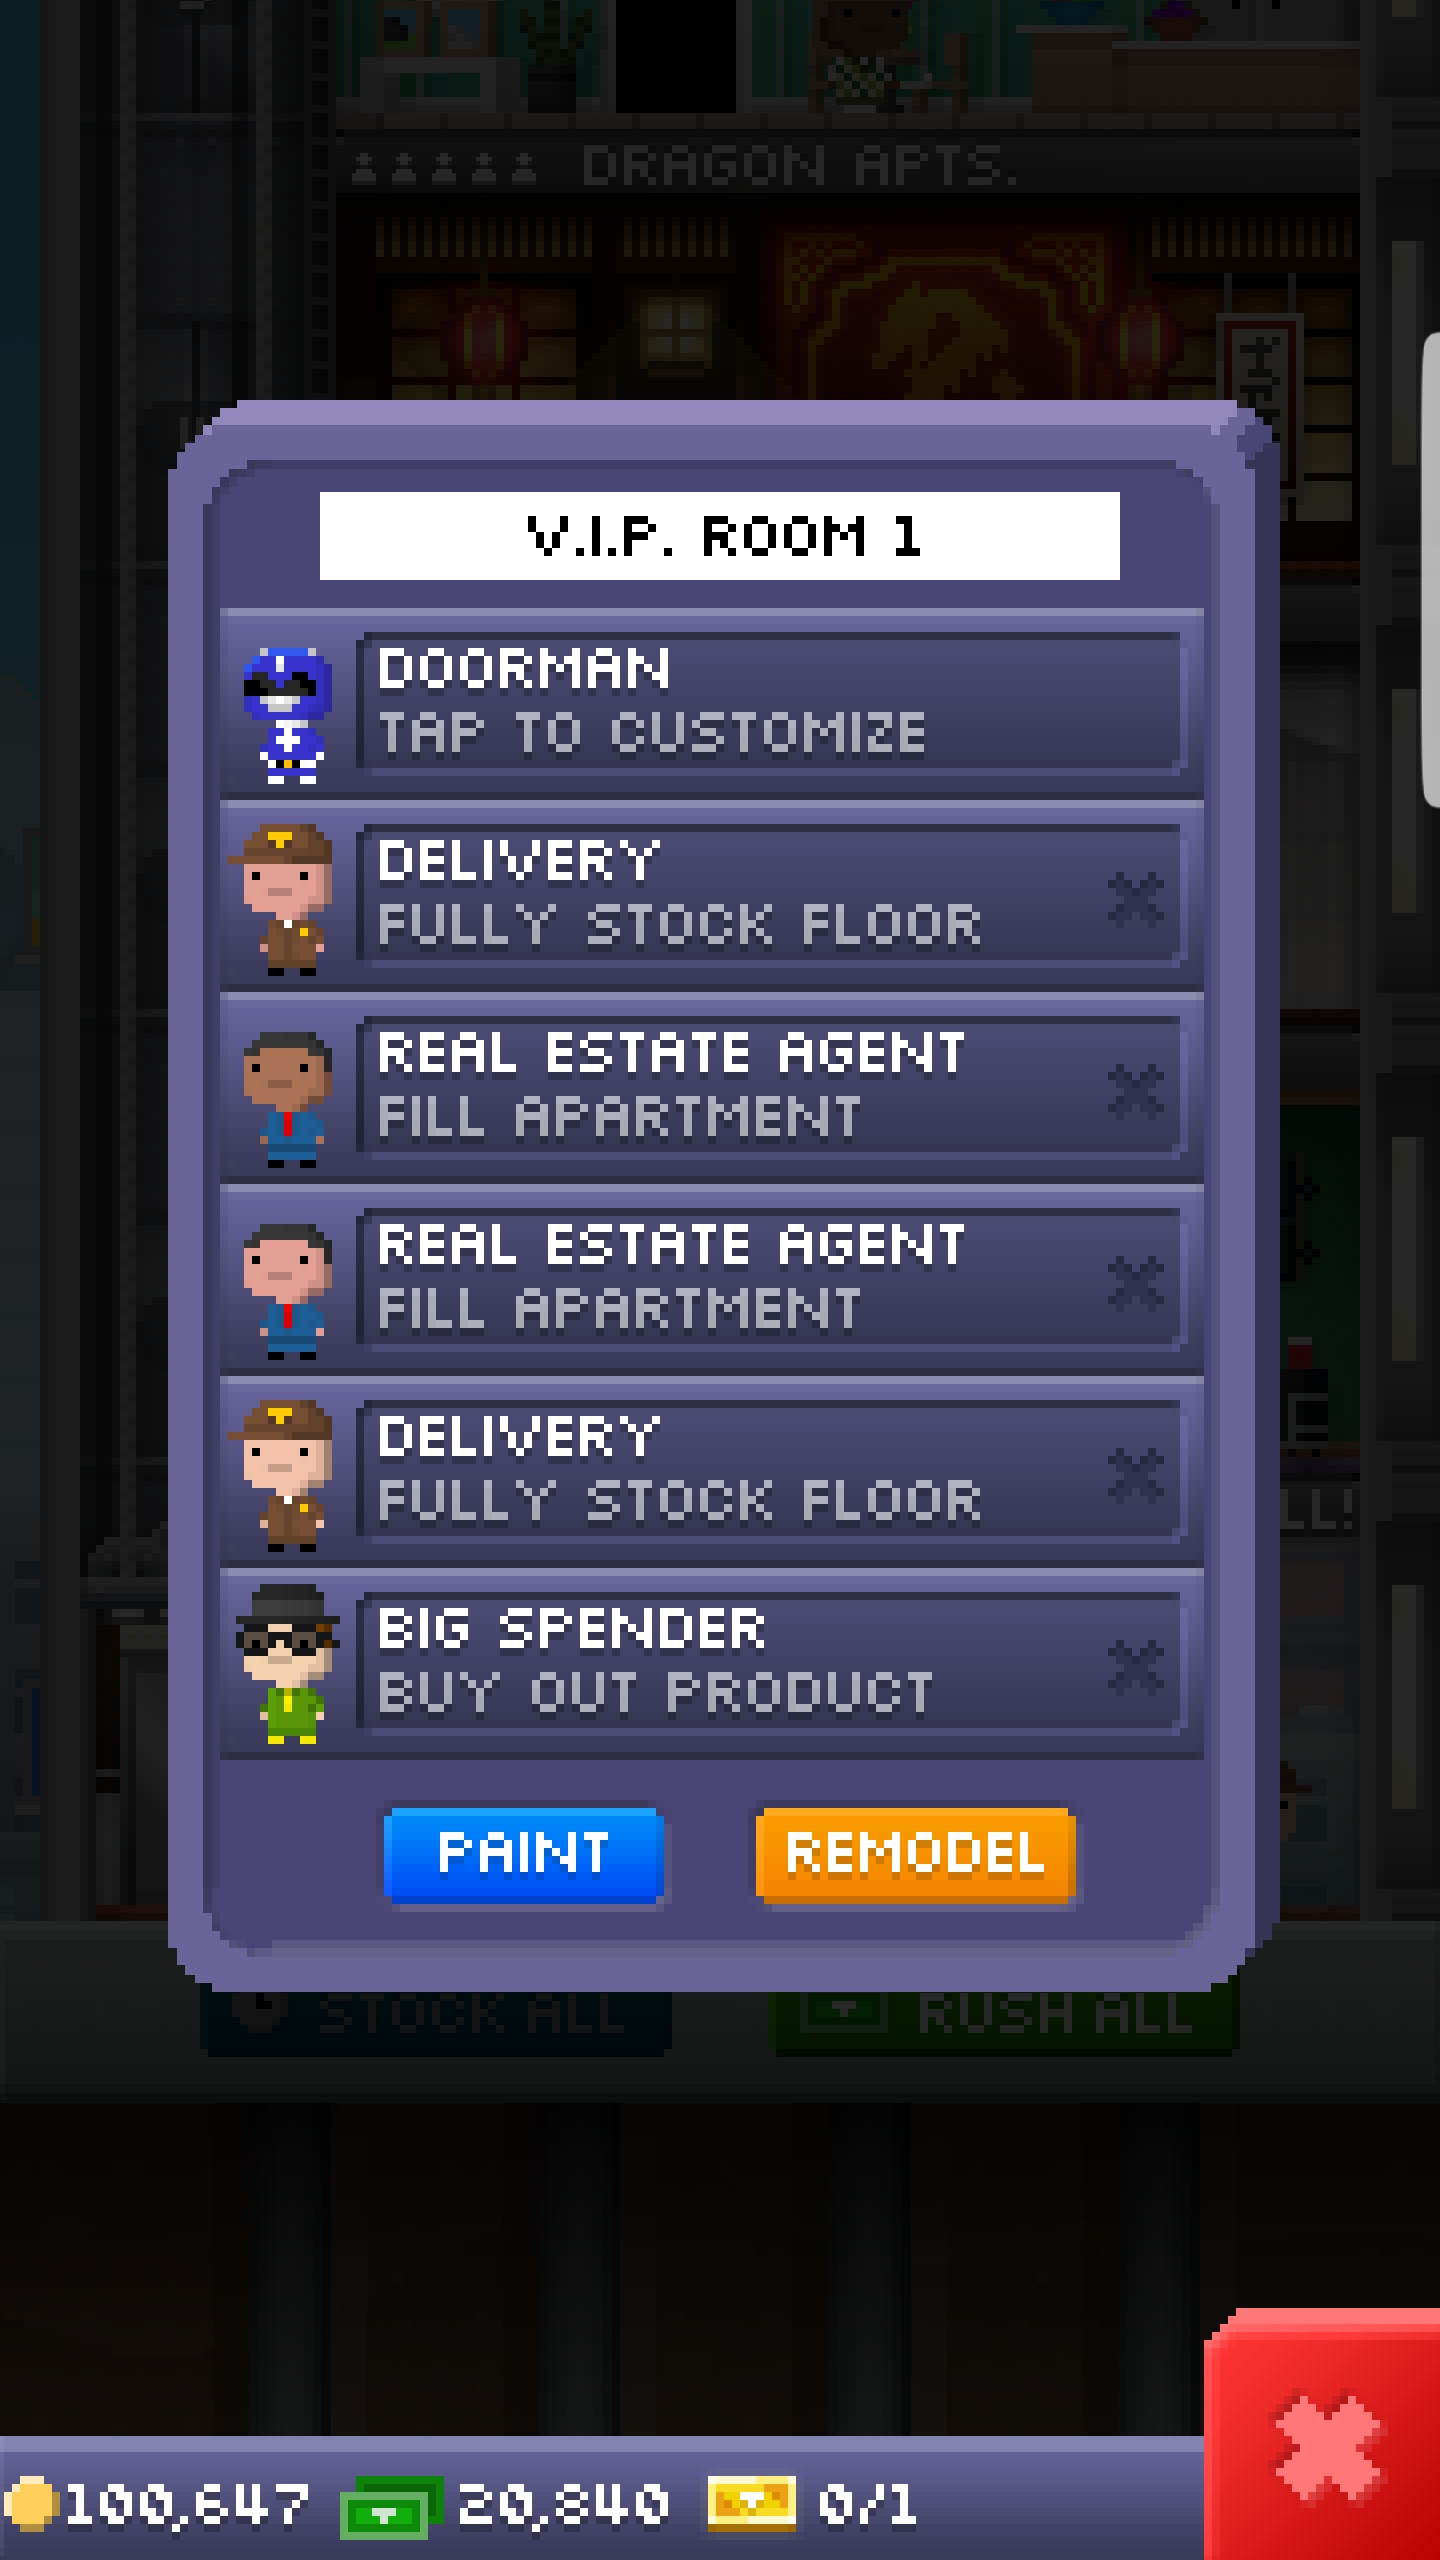 DRAGON APTS.
V.I.P. ROOM 1
DOORMAN
TAP TO CUSTOMIZE
DELIVERY
FULLY STOCK FLOOR
REAL ESTATE AGENT
FILL APARTMENT
REAL ESTATE AGENT
FILL APARTMENT
DELIVERY
FULLY STOCK FLOOR
LL!
BIG SPENDER
BUY OUT PRODUCT
PAINT
REMODEL
STOCK ALL
RUSH ALL
100,647
20,840
0/1